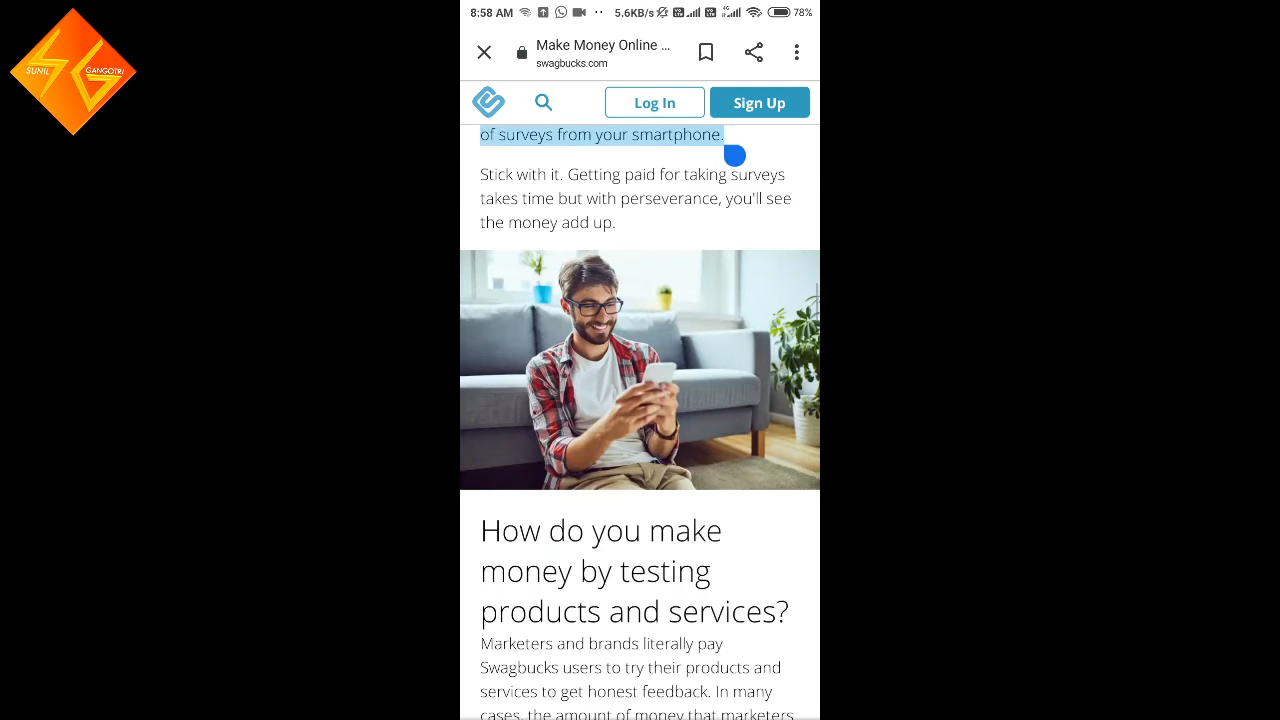 SUNIL
GANGOTRI
8:58 AM
5.6KB/s
4G
78%
Make Money Online ...
swagbucks.com
Log In
Sign Up
of surveys from your smartphone.
Stick with it. Getting paid for taking surveys
takes time but with perseverance, you'll see
the money add up.
How do you make
money by testing
products and services?
Marketers and brands literally pay
Swagbucks users to try their products and
services to get honest feedback. In many
cases, the amount of money that marketers